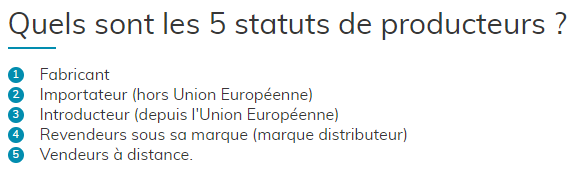 Quels sont les 5 statuts de producteurs ?
1 Fabricant
2 Importateur (hors Union Européenne)
3 Introducteur (depuis l'Union Européenne)
4 Revendeurs sous sa marque (marque distributeur)
5 Vendeurs à distance.